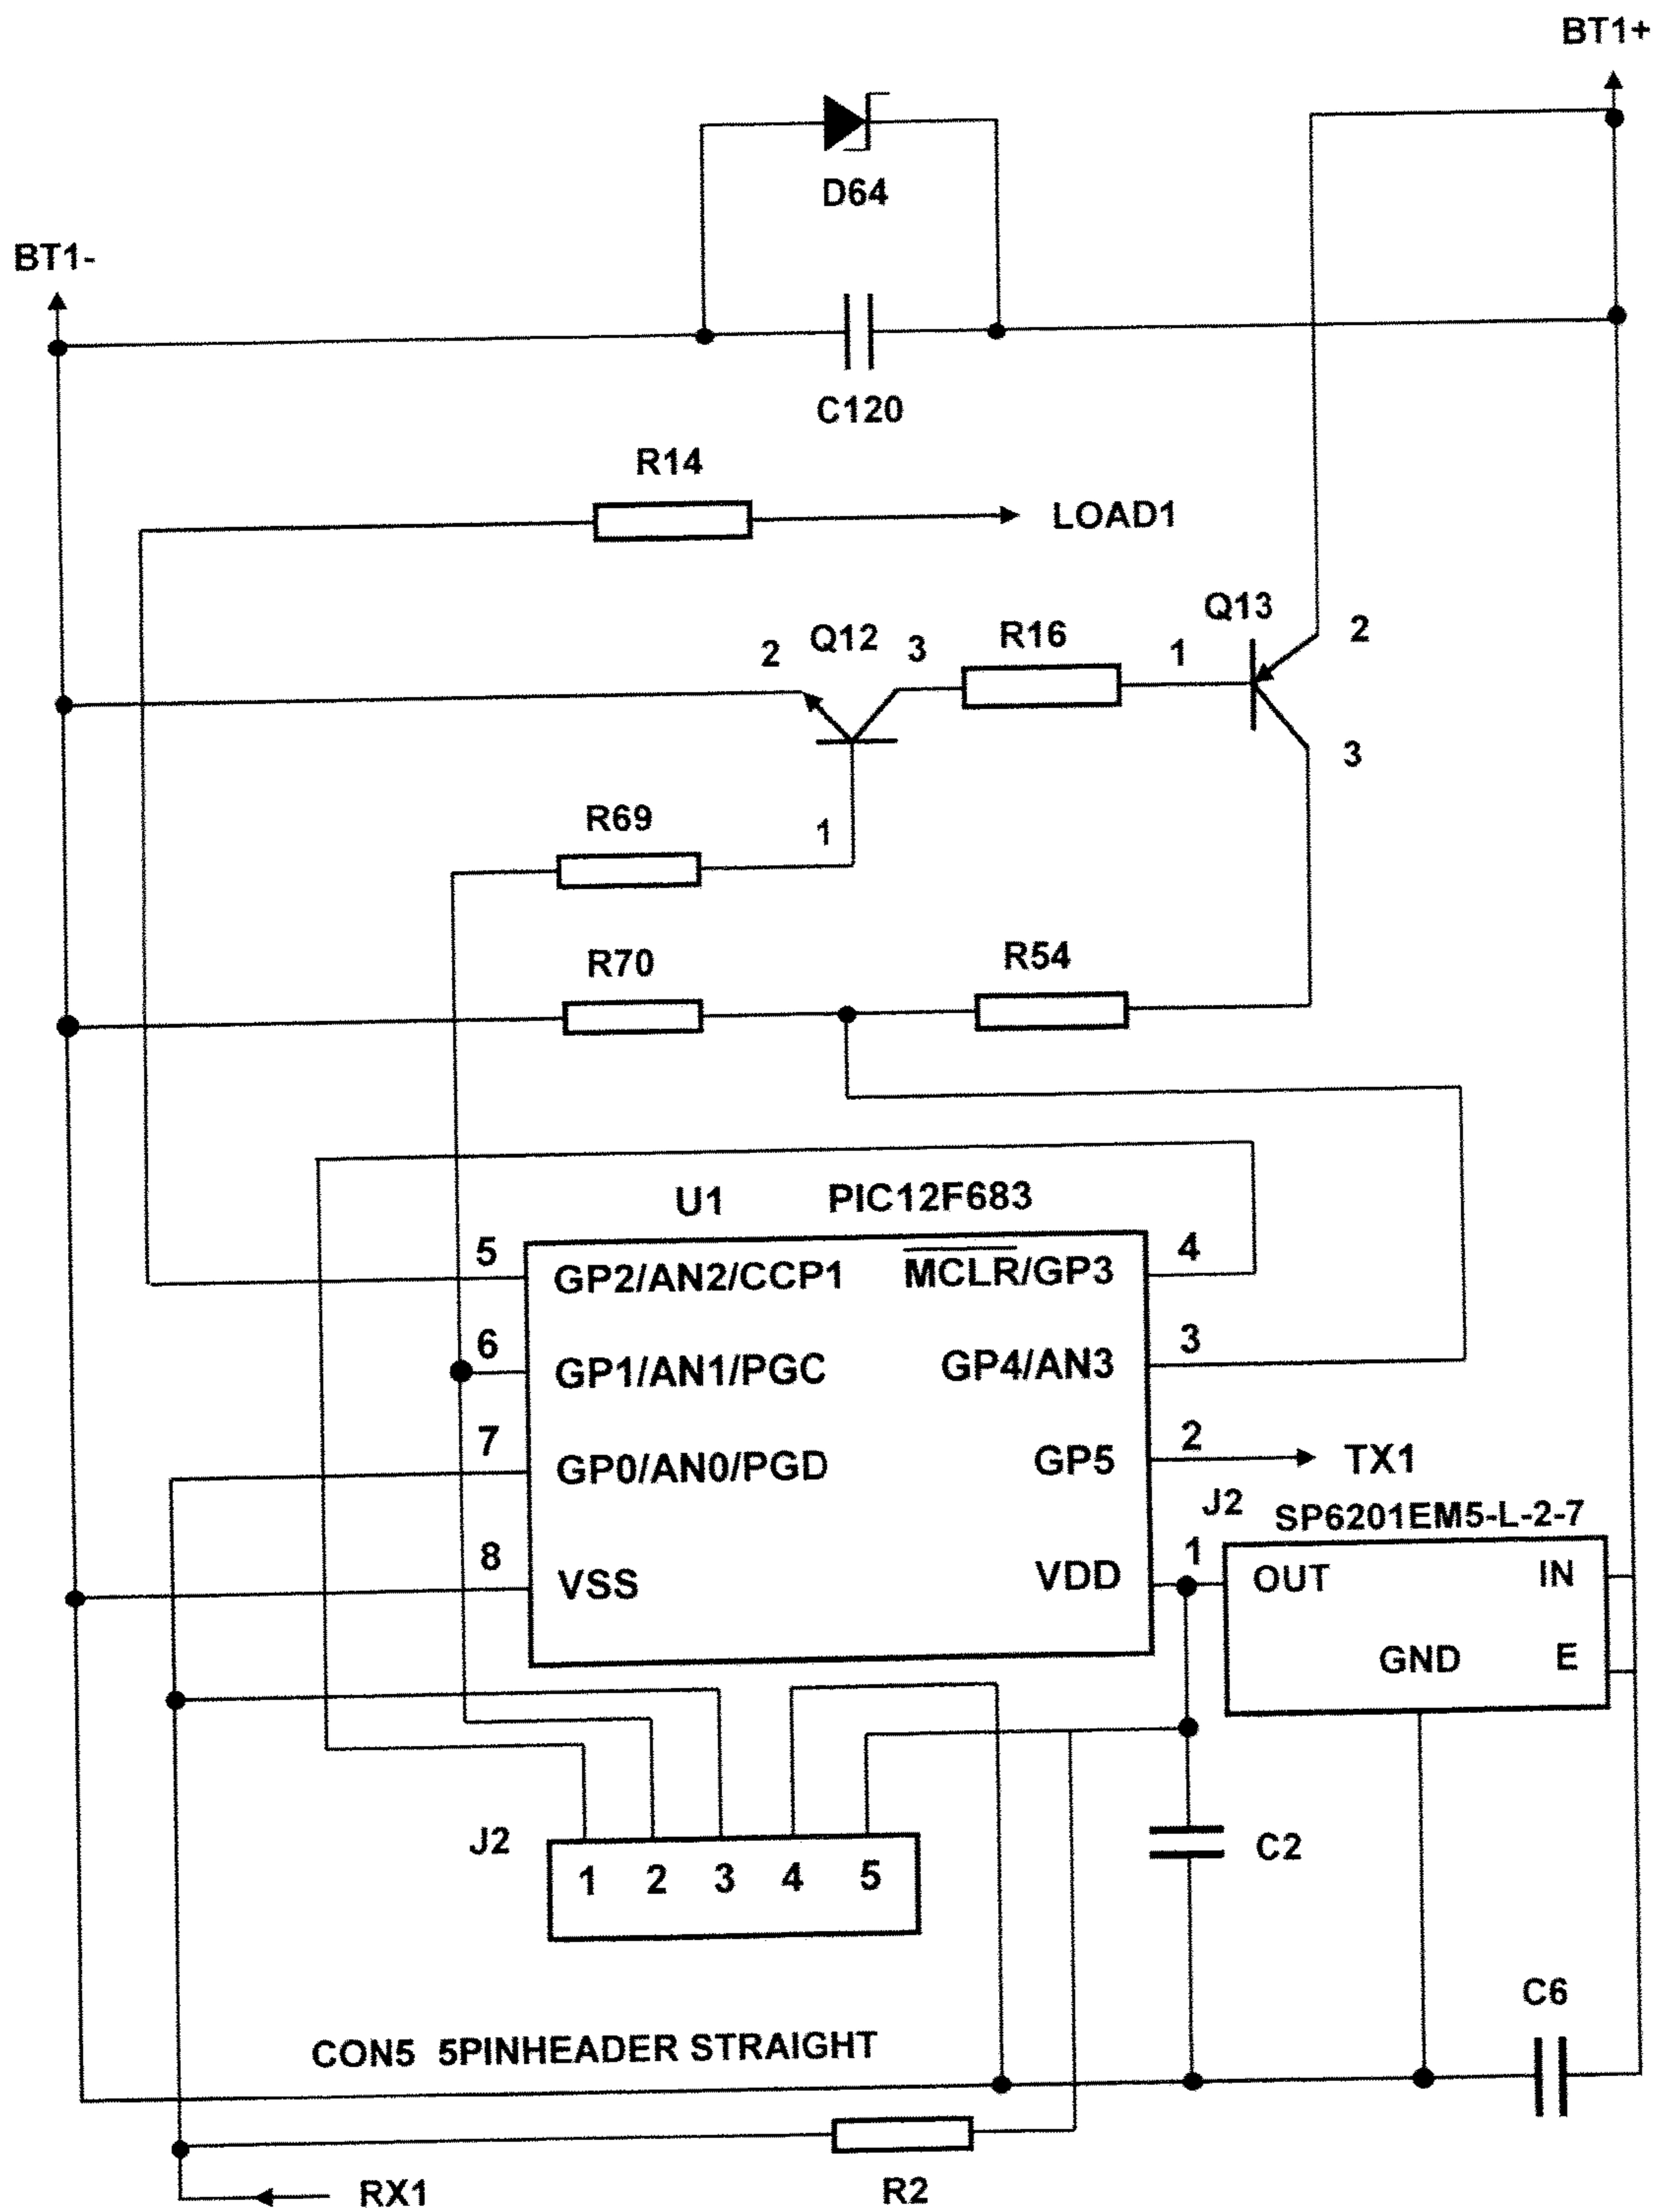 BT1+
D64
BT1-
C120
R14
LOAD1
Q13
2 Q12 3 R16 1 2
3
R69 1
R70 R54
U1 PIC12F683
5 GP2/AN2/CCP1 MCLR/GP3 4
6 GP1/AN1/PGC GP4/AN3 3
7 GP0/AN0/PGD GP5 2 TX1
J2 SP6201EM5-L-2-7
8 VSS VDD 1 OUT IN
GND E
J2 1 2 3 4 5 C2
C6
CON5 5PINHEADER STRAIGHT
RX1 R2